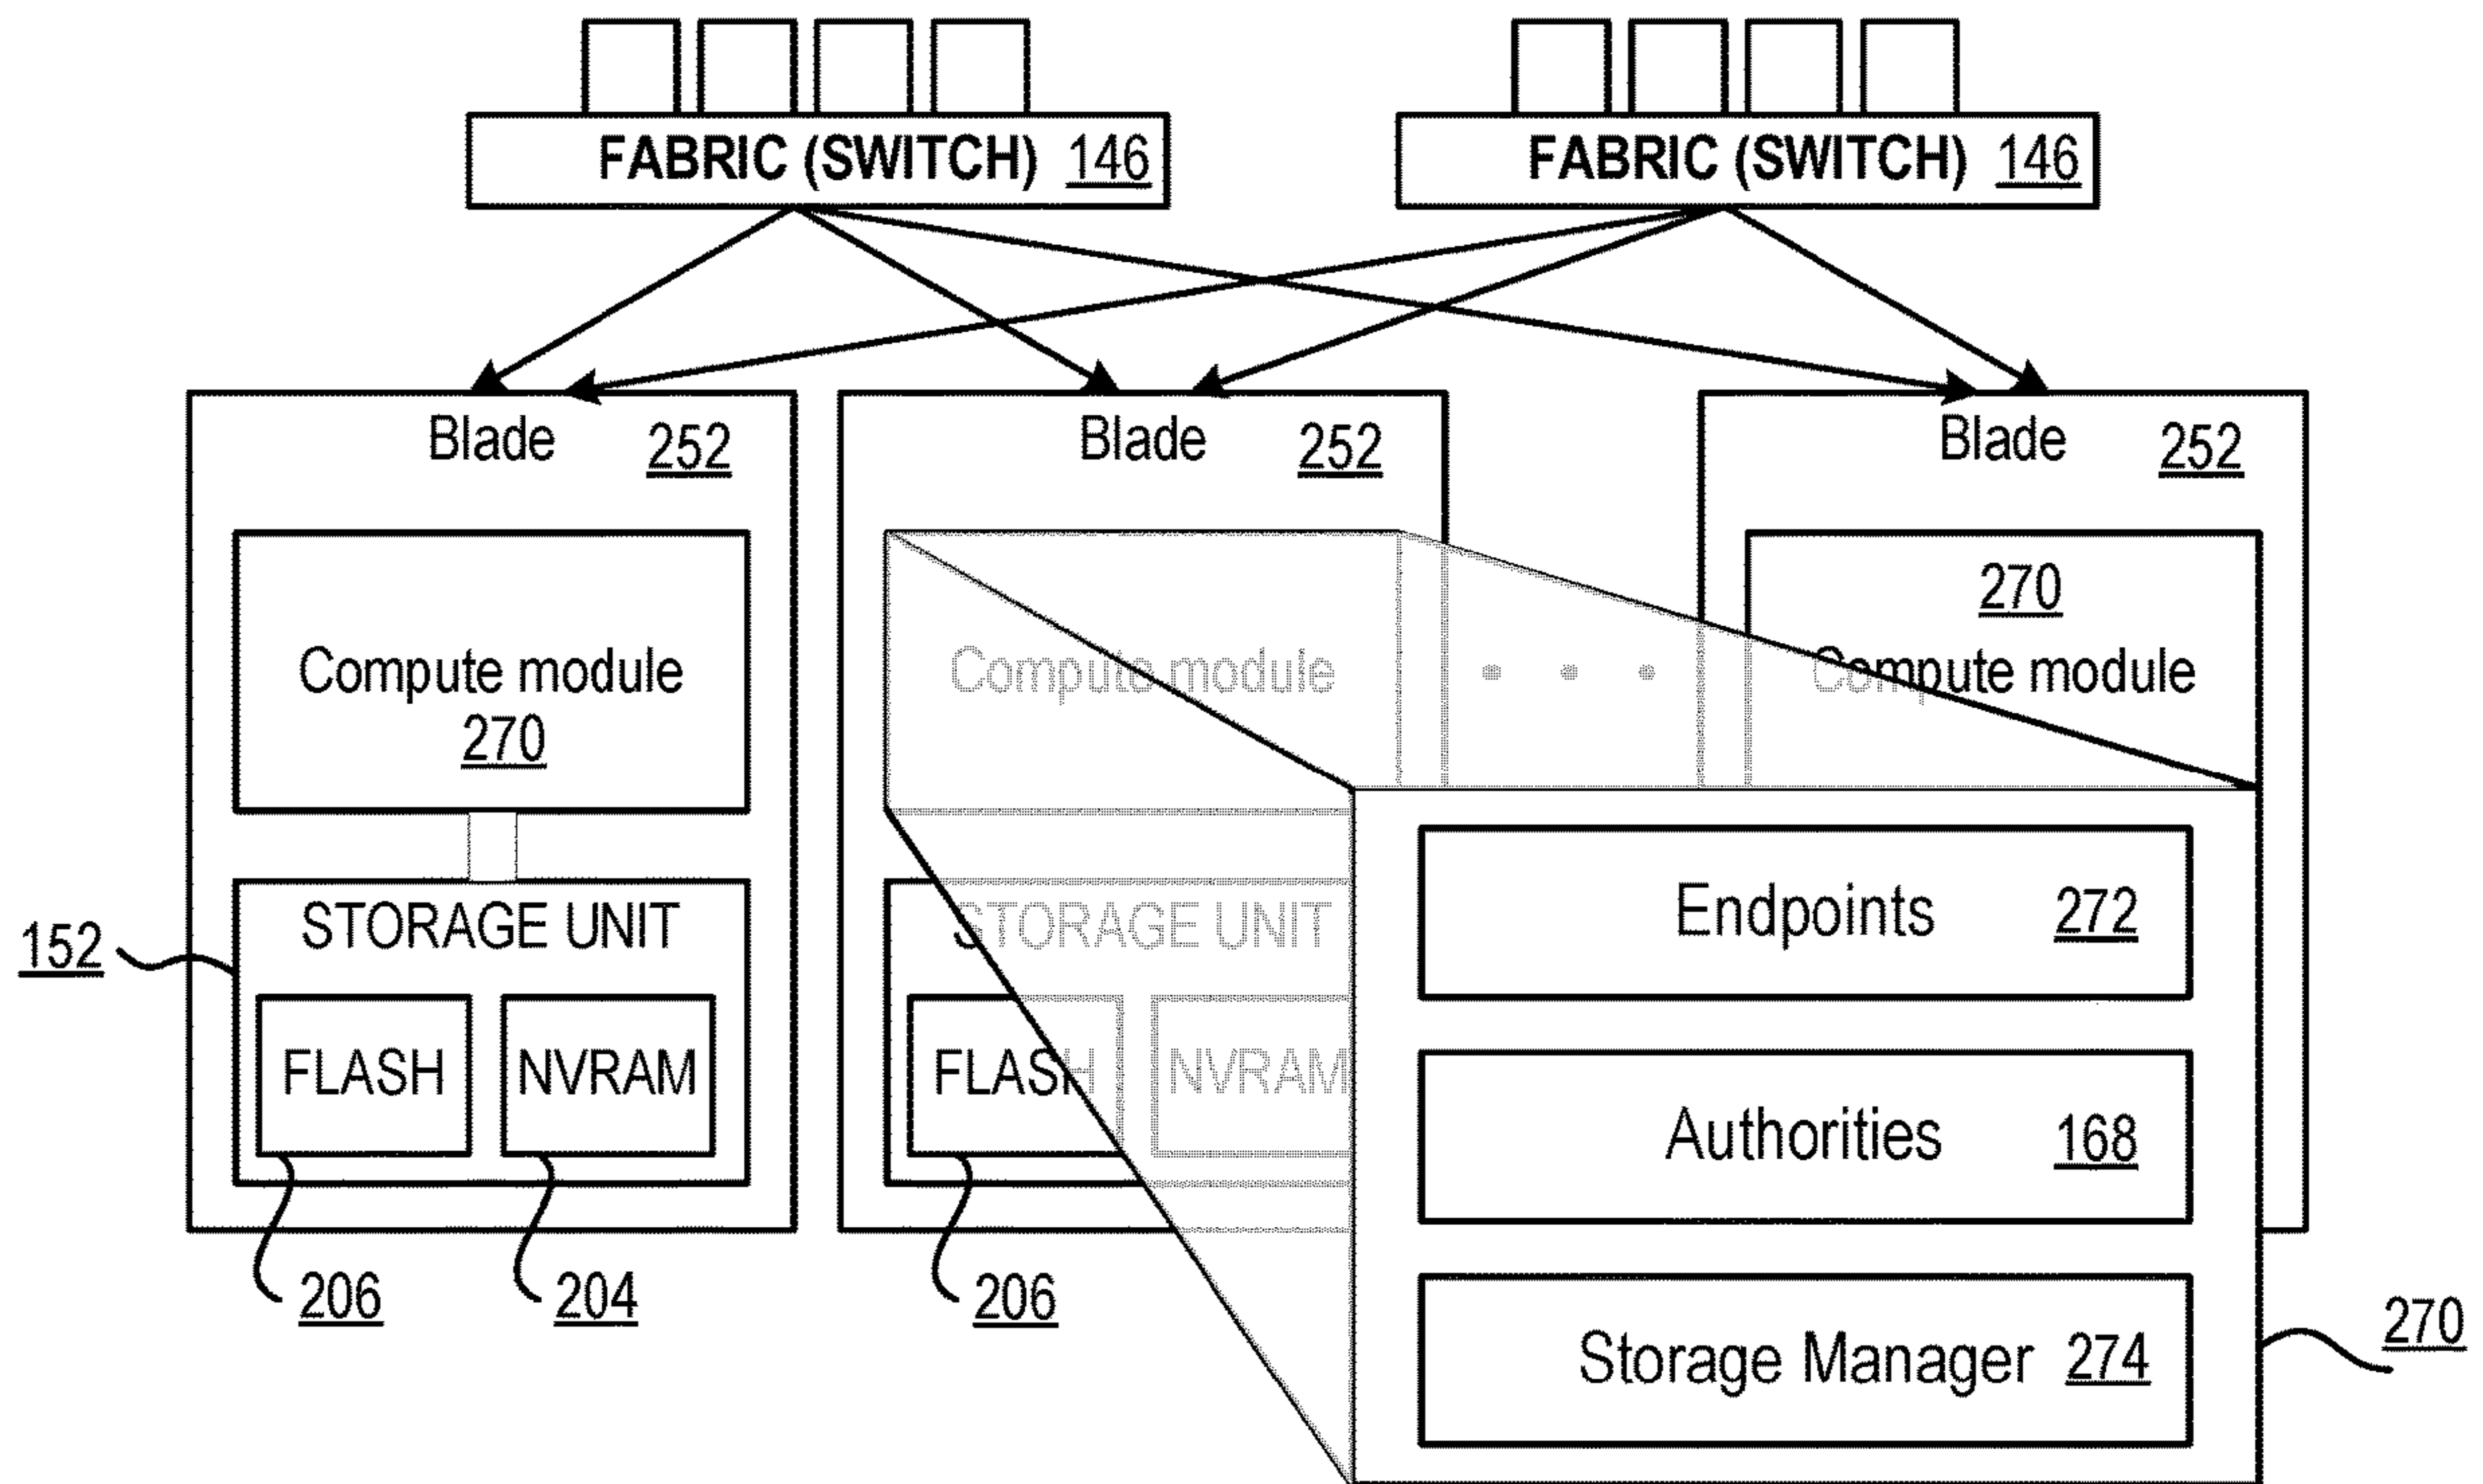 FABRIC (SWITCH) 146
FABRIC (SWITCH) 146
Blade 252
Blade 252
Blade 252
Compute module
270
Compute module
270
Compute module
STORAGE UNIT
152
FLASH
NVRAM
206
204
STORAGE UNIT
FLASH
NVRAM
206
Endpoints 272
Authorities 168
Storage Manager 274
270